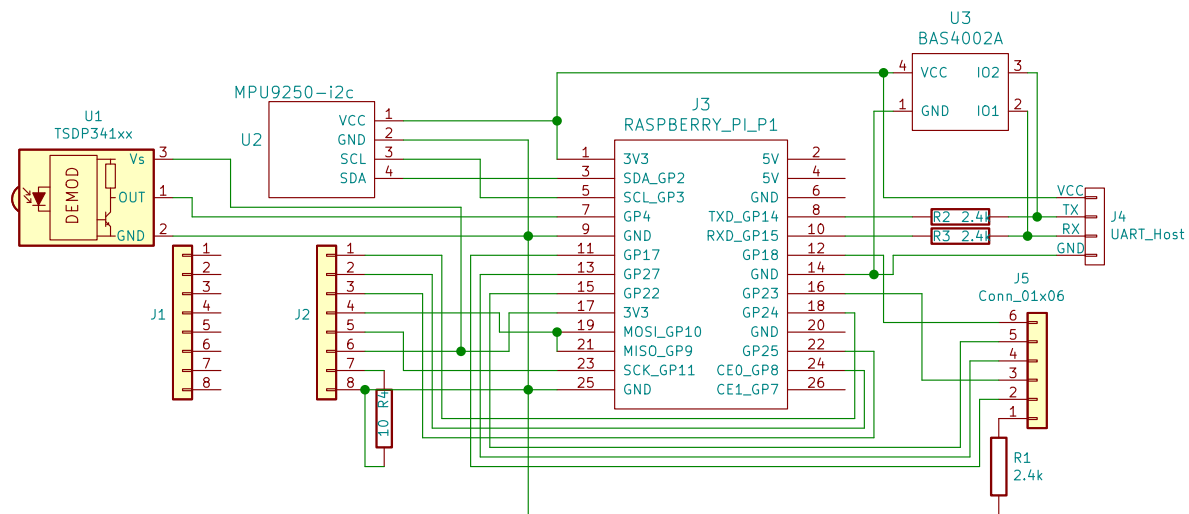 U3
BAS4002A
4 VCC IO2 3
1 GND IO1 2
MPU9250-i2c
U2
VCC 1
GND 2
SCL 3
SDA 4
U1
TSDP341xx
DEMOD
Vs 3
OUT 1
GND 2
J3
RASPBERRY_PI_P1
1 3V3 5V 2
3 SDA_GP2 5V 4
5 SCL_GP3 GND 6
7 GP4 TXD_GP14 8
9 GND RXD_GP15 10
11 GP17 GP18 12
13 GP27 GND 14
15 GP22 GP23 16
17 3V3 GP24 18
19 MOSI_GP10 GND 20
21 MISO_GP9 GP25 22
23 SCK_GP11 CE0_GP8 24
25 GND CE1_GP7 26
R2 2.4k
R3 2.4k
VCC
TX
RX
GND
J4
UART_Host
J1
1
2
3
4
5
6
7
8
J2
1
2
3
4
5
6
7
8
10 R4
J5
Conn_01x06
6
5
4
3
2
1
R1
2.4k